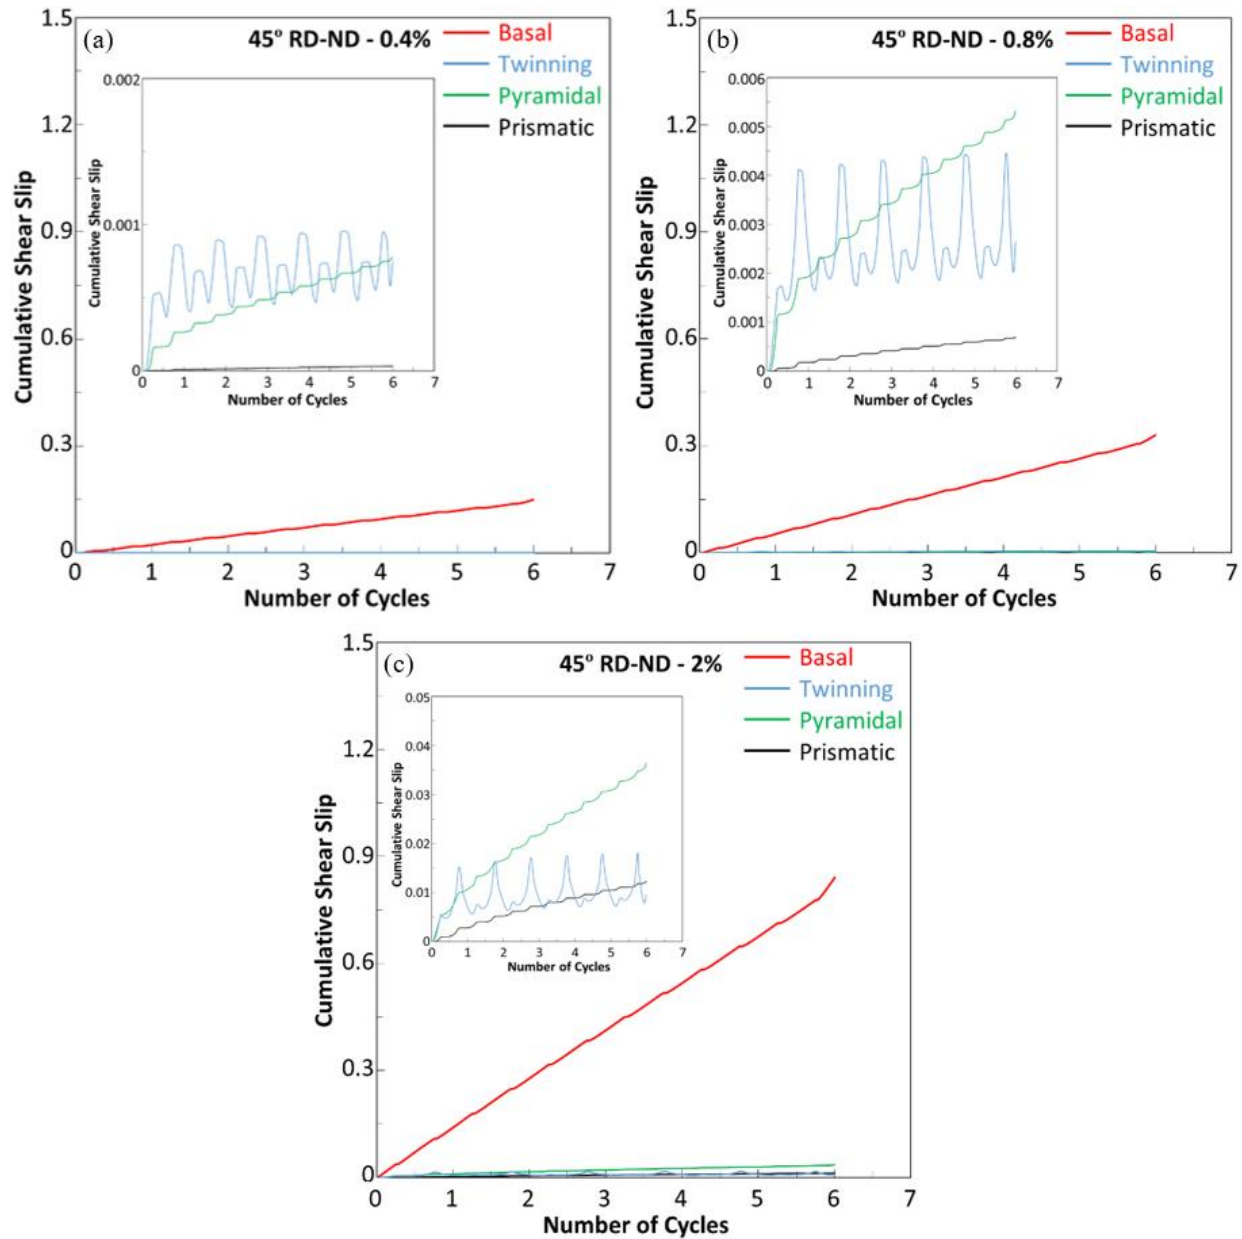 (a)
45° RD-ND - 0.4%
Basal
Twinning
Pyramidal
Prismatic
Cumulative Shear Slip
1.5
1.2
0.9
0.6
0.3
0
0 1 2 3 4 5 6 7
Number of Cycles
Cumulative Shear Slip
0.002
0.001
0
0 1 2 3 4 5 6 7
Number of Cycles
(b)
45° RD-ND - 0.8%
Basal
Twinning
Pyramidal
Prismatic
Cumulative Shear Slip
1.5
1.2
0.9
0.6
0.3
0
0 1 2 3 4 5 6 7
Number of Cycles
Cumulative Shear Slip
0.006
0.005
0.004
0.003
0.002
0.001
0
0 1 2 3 4 5 6 7
Number of Cycles
(c)
45° RD-ND - 2%
Basal
Twinning
Pyramidal
Prismatic
Cumulative Shear Slip
1.5
1.2
0.9
0.6
0.3
0
0 1 2 3 4 5 6 7
Number of Cycles
Cumulative Shear Slip
0.05
0.04
0.03
0.02
0.01
0
0 1 2 3 4 5 6 7
Number of Cycles